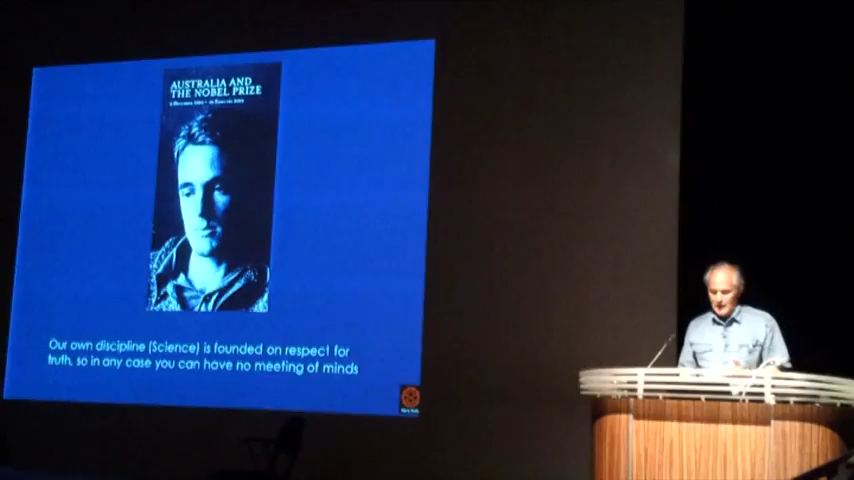 AUSTRALIA AND
THE NOBEL PRIZE
Our own discipline (Science) is founded on respect for
truth, so in any case you can have no meeting of minds